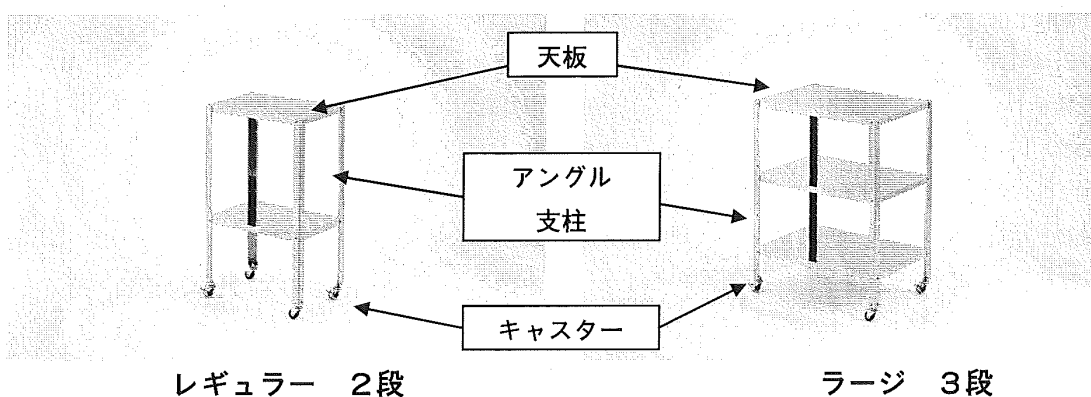 天板
アングル
支柱
キャスター
レギュラー　２段
ラージ　３段